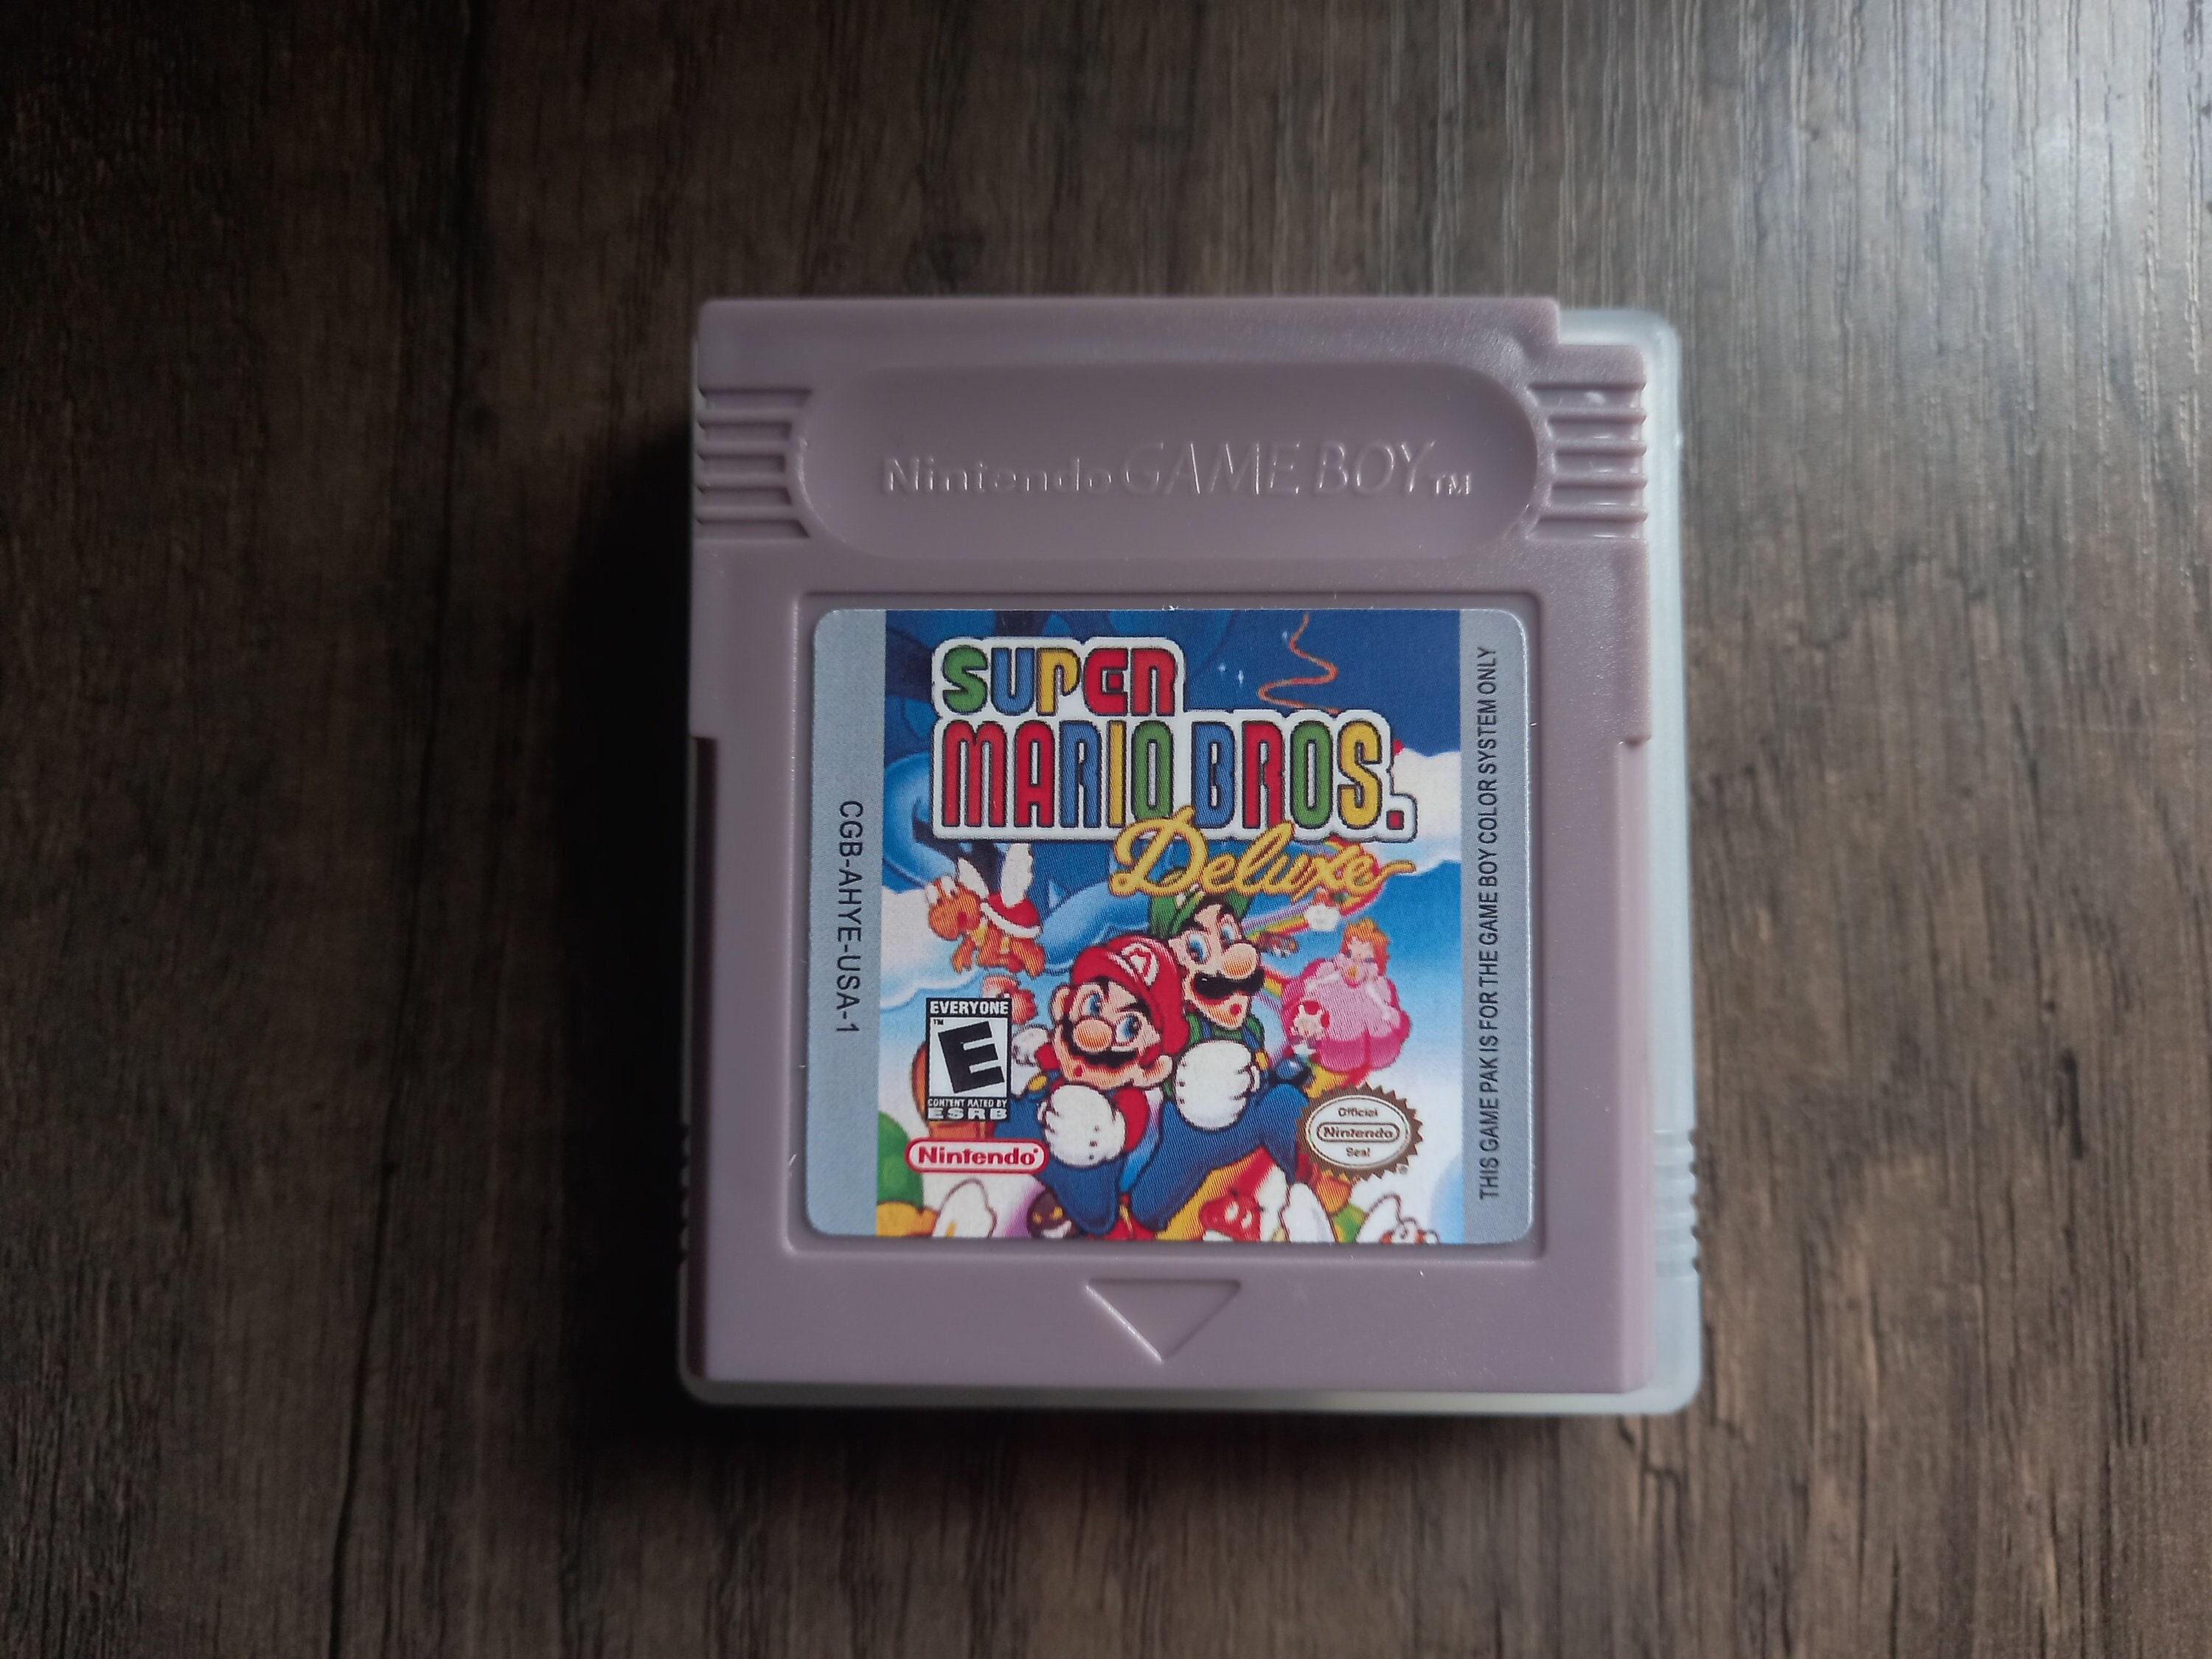 Nintendo GAME BOY TM
SUPER
MARIO BROS.
Deluxe
CGB-AHYE-USA-1
THIS GAME PAK IS FOR THE GAME BOY COLOR SYSTEM ONLY
EVERYONE
TM
E
CONTENT RATED BY
ESRB
Nintendo®
Official
Nintendo
Seal
®